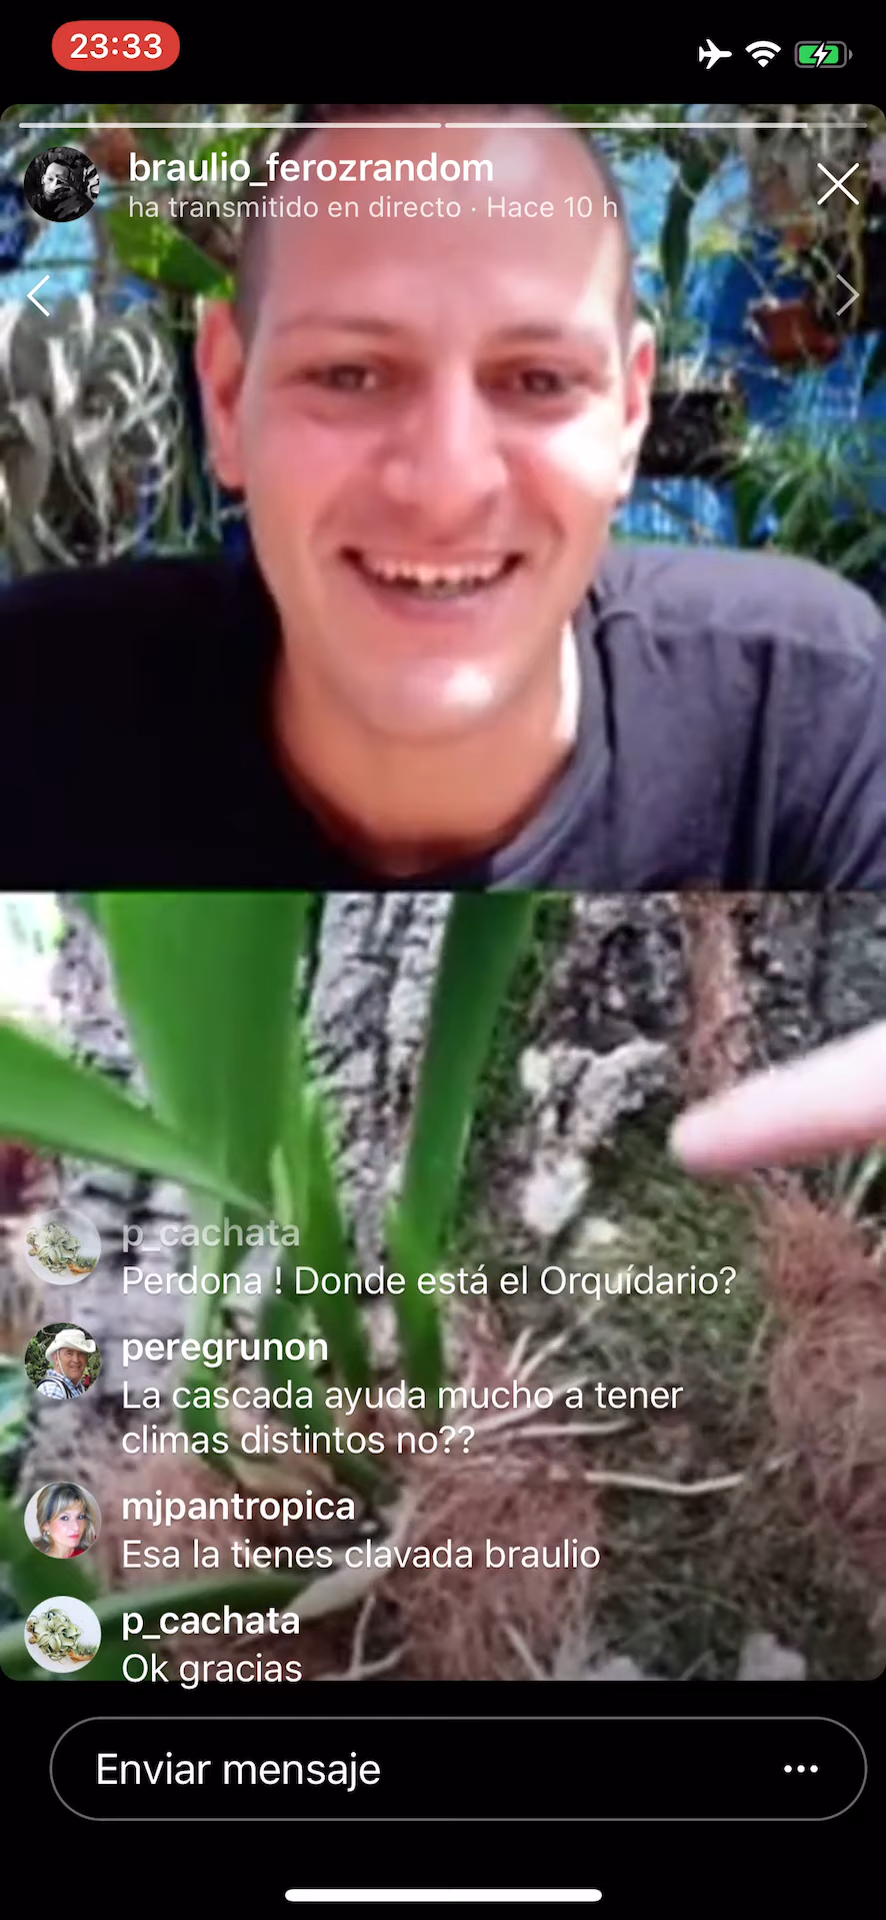 23:33
braulio_ferozrandom
ha transmitido en directo · Hace 10 h
p_cachata
Perdona ! Donde está el Orquídario?
peregrunon
La cascada ayuda mucho a tener
climas distintos no??
mjpantropica
Esa la tienes clavada braulio
p_cachata
Ok gracias
Enviar mensaje